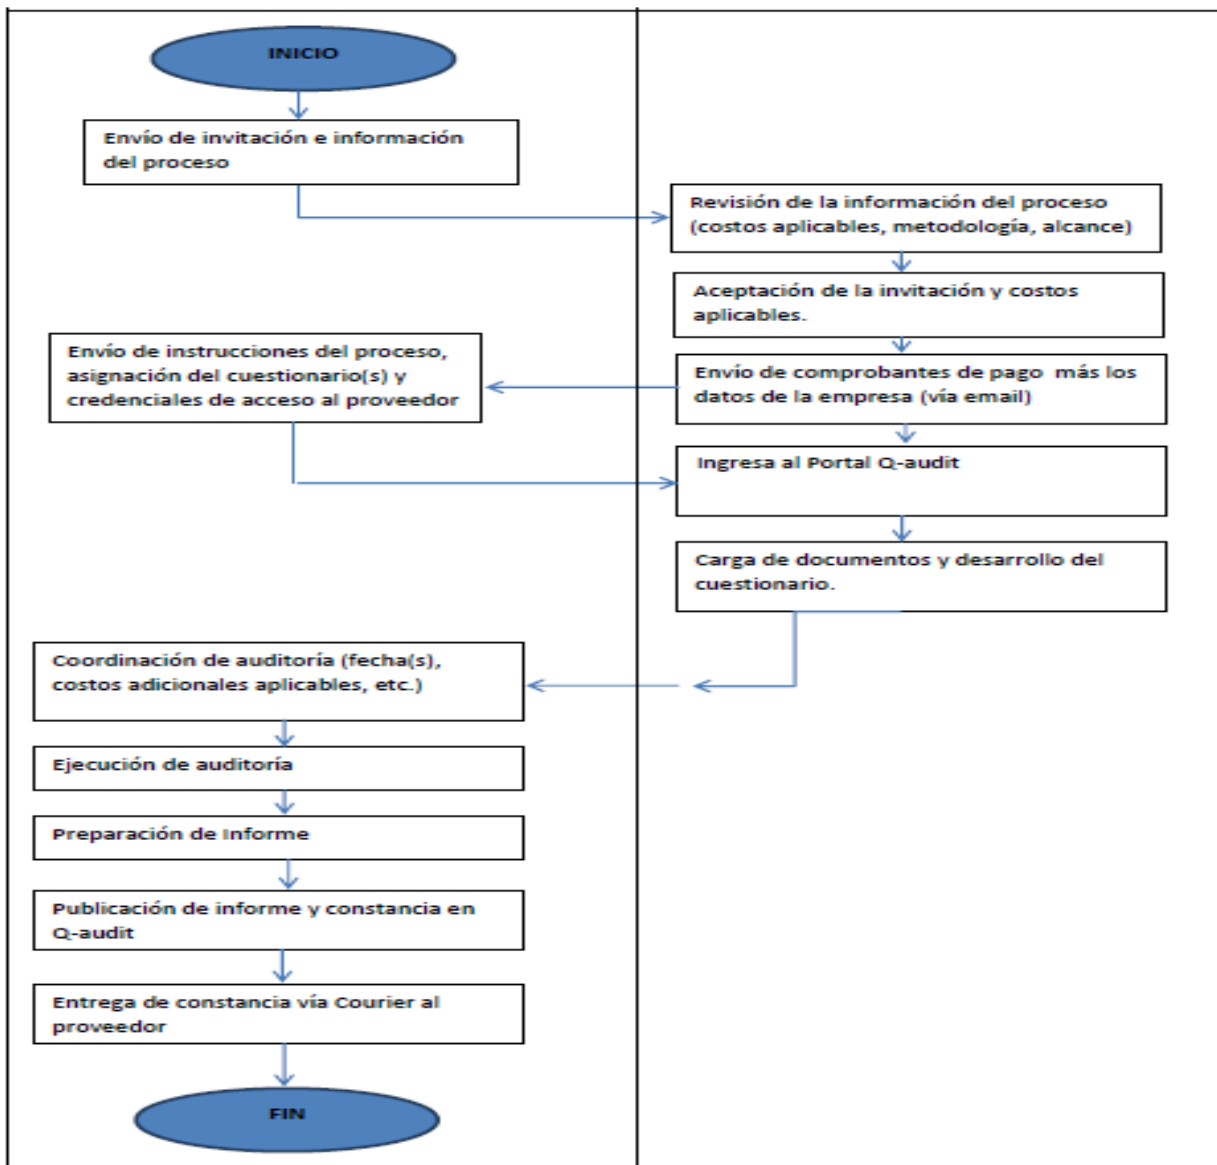 INICIO
Envío de invitación e información
del proceso
Revisión de la información del proceso
(costos aplicables, metodología, alcance)
Aceptación de la invitación y costos
aplicables.
Envío de comprobantes de pago más los
datos de la empresa (vía email)
Envío de instrucciones del proceso,
asignación del cuestionario(s) y
credenciales de acceso al proveedor
Ingresa al Portal Q-audit
Carga de documentos y desarrollo del
cuestionario.
Coordinación de auditoría (fecha(s),
costos adicionales aplicables, etc.)
Ejecución de auditoría
Preparación de Informe
Publicación de informe y constancia en
Q-audit
Entrega de constancia vía Courier al
proveedor
FIN